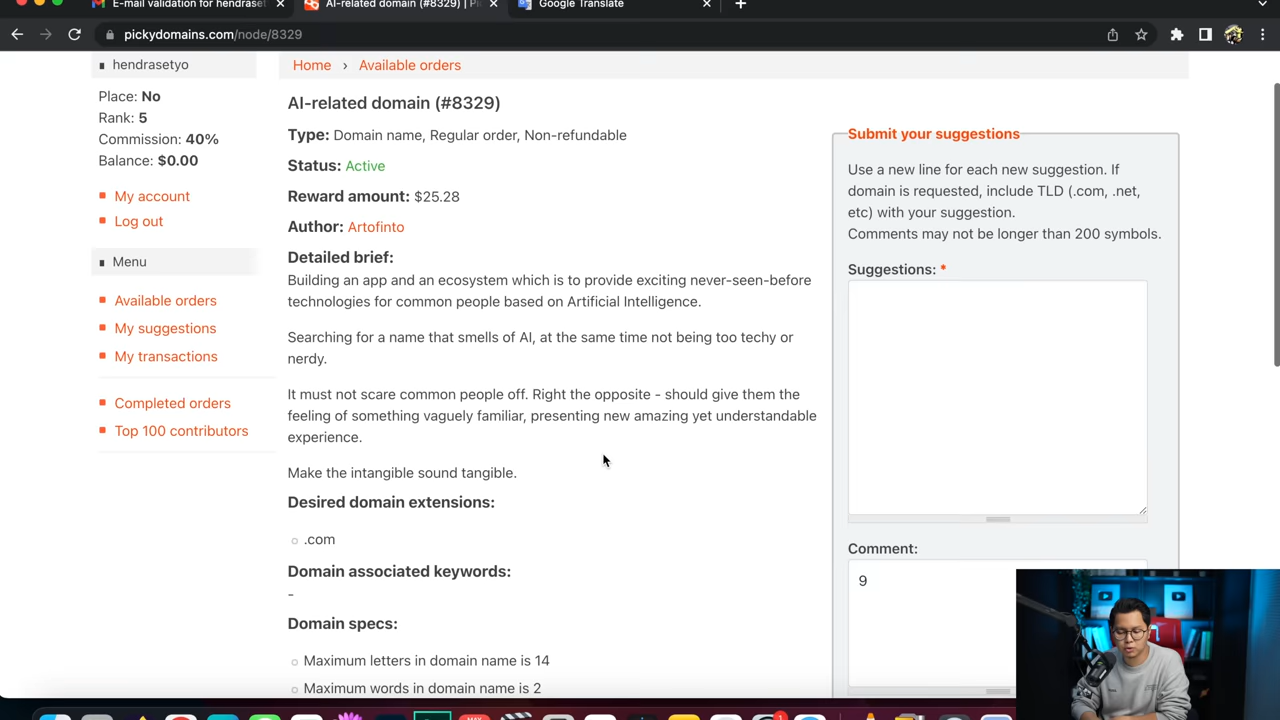 E-mail validation for hendraset
AI-related domain (#8329) | Pi
Google Translate
pickydomains.com/node/8329
hendrasetyo
Place: No
Rank: 5
Commission: 40%
Balance: $0.00
My account
Log out
Menu
Available orders
My suggestions
My transactions
Completed orders
Top 100 contributors
Home › Available orders
AI-related domain (#8329)
Type: Domain name, Regular order, Non-refundable
Status: Active
Reward amount: $25.28
Author: Artofinto
Detailed brief:
Building an app and an ecosystem which is to provide exciting never-seen-before
technologies for common people based on Artificial Intelligence.
Searching for a name that smells of AI, at the same time not being too techy or
nerdy.
It must not scare common people off. Right the opposite - should give them the
feeling of something vaguely familiar, presenting new amazing yet understandable
experience.
Make the intangible sound tangible.
Desired domain extensions:
.com
Domain associated keywords:
-
Domain specs:
Maximum letters in domain name is 14
Maximum words in domain name is 2
Submit your suggestions
Use a new line for each new suggestion. If
domain is requested, include TLD (.com, .net,
etc) with your suggestion.
Comments may not be longer than 200 symbols.
Suggestions: *
Comment:
9